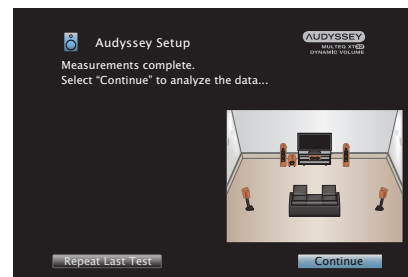 Audyssey Setup
AUDYSSEY
MULTEQ XT32
DYNAMIC VOLUME
Measurements complete.
Select “Continue” to analyze the data...
Repeat Last Test
Continue